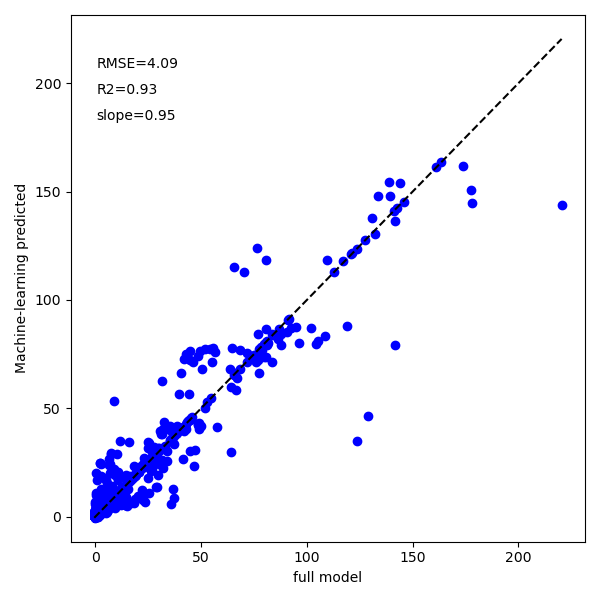 RMSE=4.09
R2=0.93
slope=0.95
200
150
100
50
0
Machine-learning predicted
0 50 100 150 200
full model